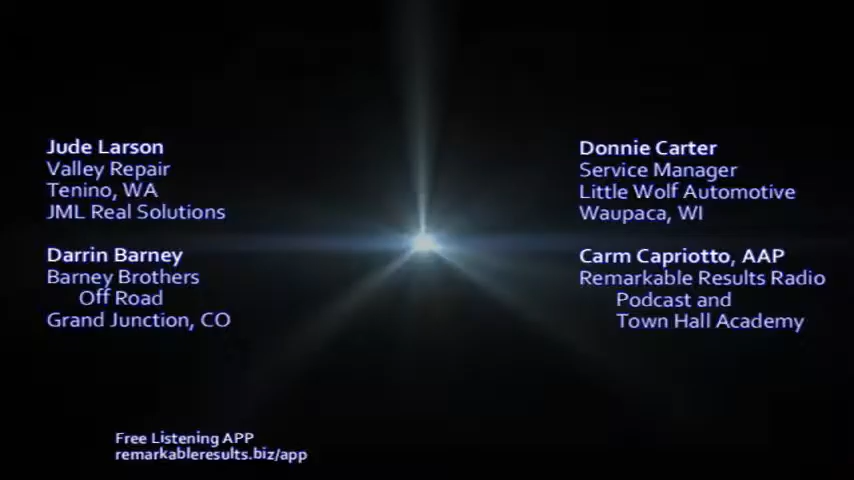 Jude Larson
Valley Repair
Tenino, WA
JML Real Solutions
Darrin Barney
Barney Brothers
Off Road
Grand Junction, CO
Donnie Carter
Service Manager
Little Wolf Automotive
Waupaca, WI
Carm Capriotto, AAP
Remarkable Results Radio
Podcast and
Town Hall Academy
Free Listening APP
remarkableresults.biz/app